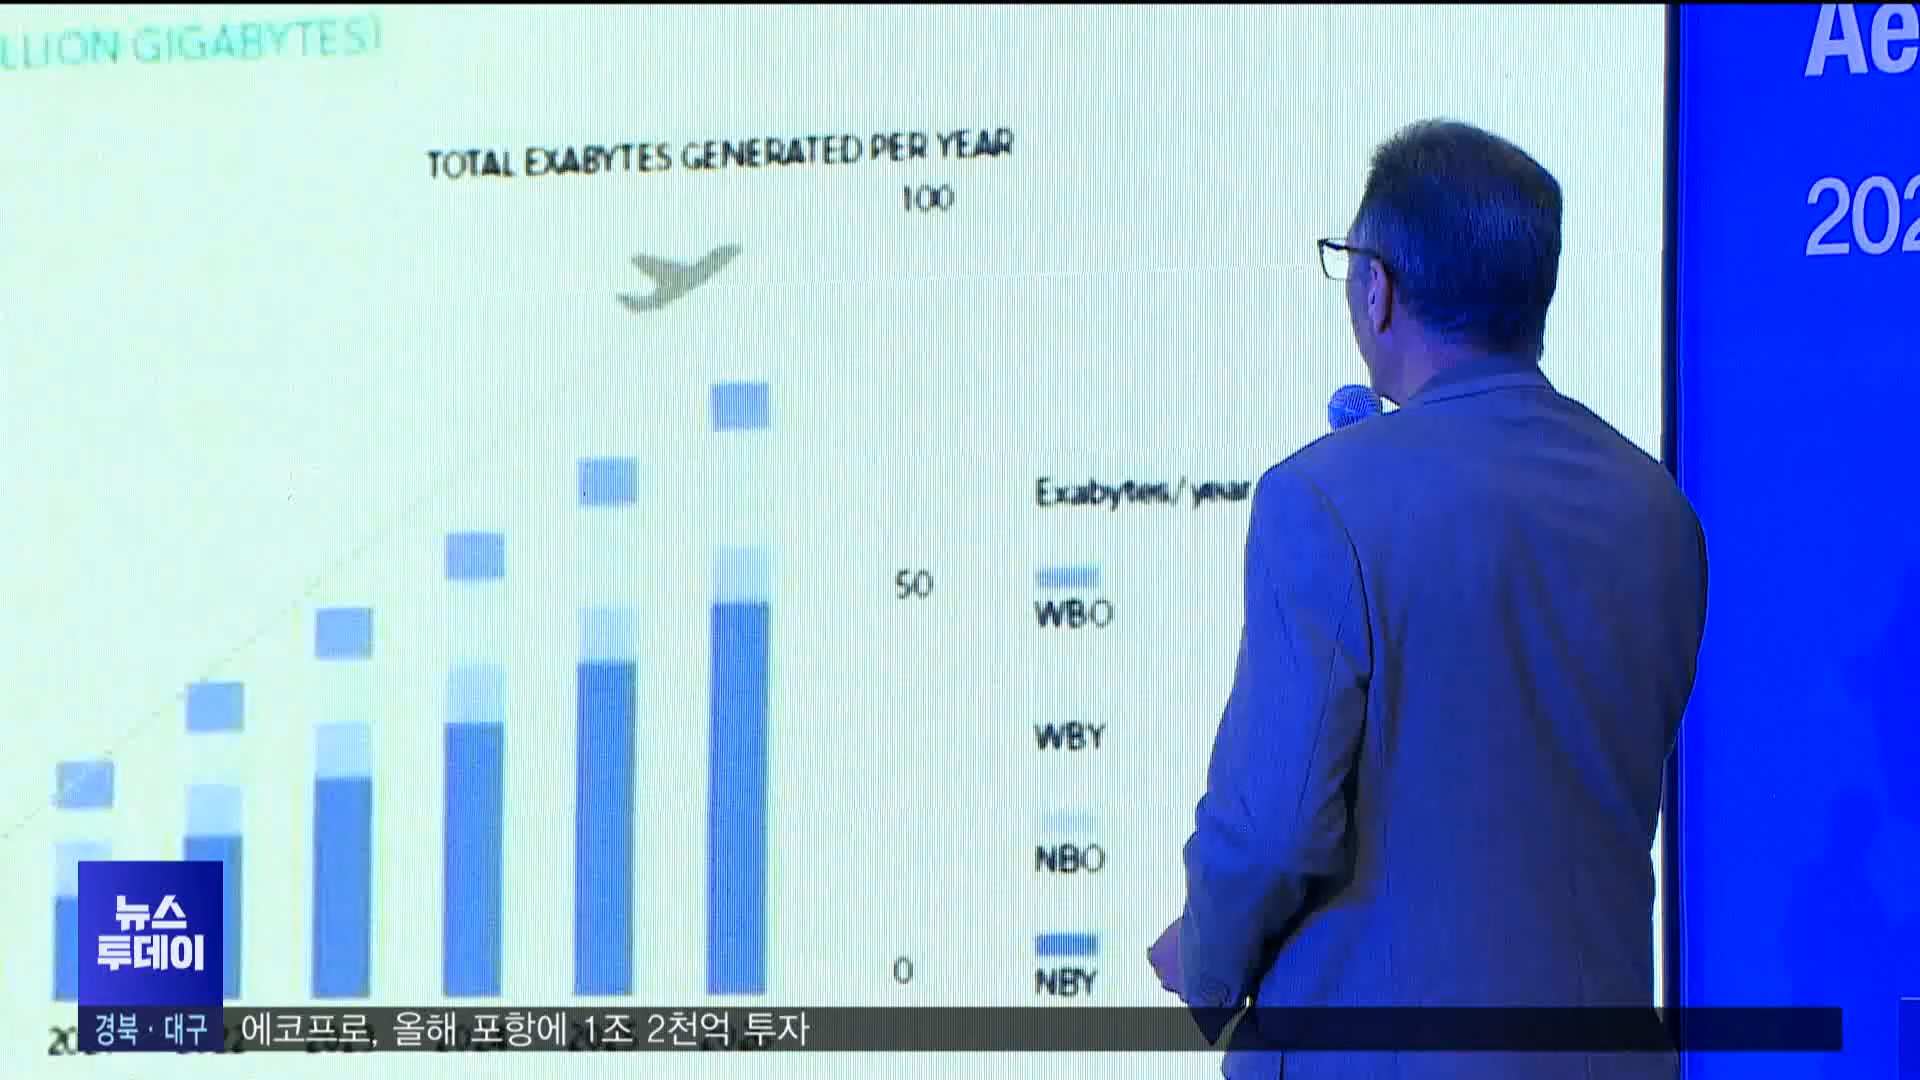 LLION GIGABYTES)
Ae
202
TOTAL EXABYTES GENERATED PER YEAR
100
50
0
Exabytes/year
WBO
WBY
NBO
NBY
뉴스
투데이
경북·대구
에코프로, 올해 포항에 1조 2천억 투자